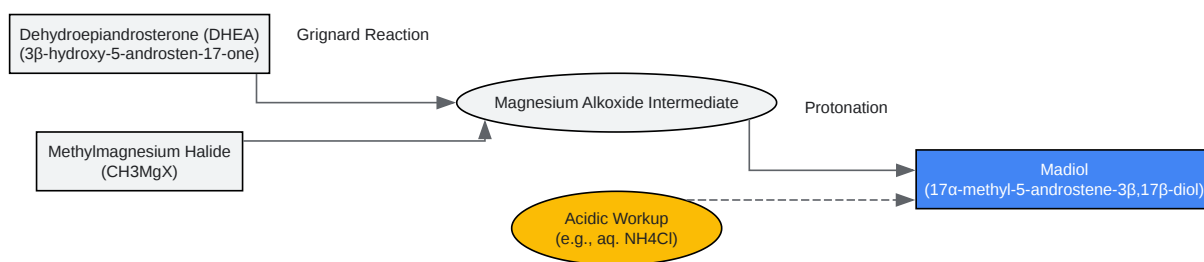 Dehydroepiandrosterone (DHEA)
(3β-hydroxy-5-androsten-17-one)
Grignard Reaction
Magnesium Alkoxide Intermediate
Protonation
Methylmagnesium Halide
(CH3MgX)
Madiol
(17α-methyl-5-androstene-3β,17β-diol)
Acidic Workup
(e.g., aq. NH4Cl)